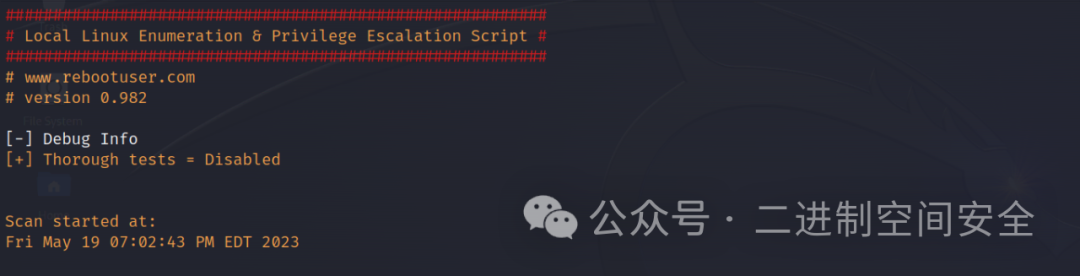 #########################################################
# Local Linux Enumeration & Privilege Escalation Script #
#########################################################
# www.rebootuser.com
# version 0.982
[-] Debug Info
[+] Thorough tests = Disabled
Scan started at:
Fri May 19 07:02:43 PM EDT 2023
公众号 · 二进制空间安全